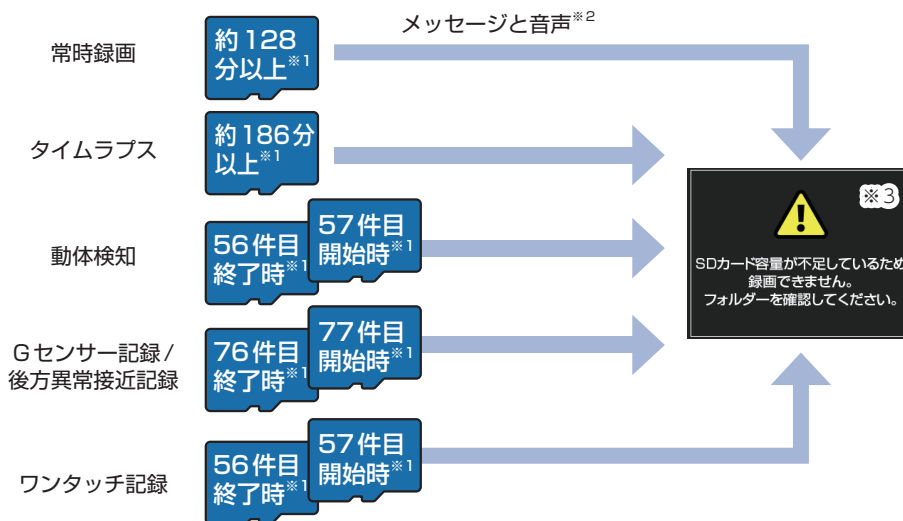 メッセージと音声※2
常時録画
約128
分以上※1
タイムラプス
約186分
以上※1
※3
SDカード容量が不足しているため
録画できません。
フォルダーを確認してください。
動体検知
56件目
終了時※1
57件目
開始時※1
Gセンサー記録/
後方異常接近記録
76件目
終了時※1
77件目
開始時※1
ワンタッチ記録
56件目
終了時※1
57件目
開始時※1